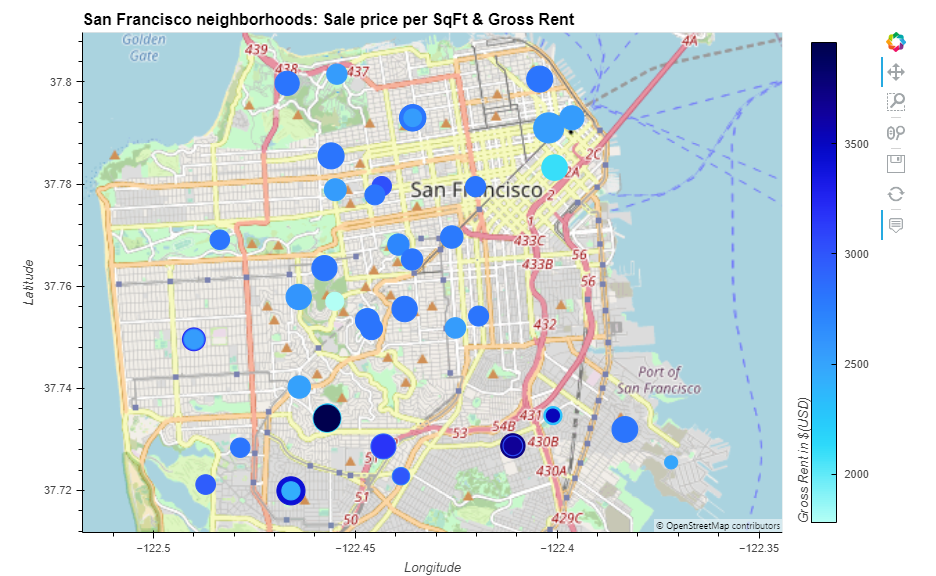 San Francisco neighborhoods: Sale price per SqFt & Gross Rent
Golden
Gate
439
438
437
4A
37.8
2C
2A
37.78
San Francisco
2
1
433C
56
433B
56
37.76
432
Port of
San Francisco
37.74
431
54B
53
430B
51
430A
37.72
51
50
429C
© OpenStreetMap contributors
−122.5
−122.45
−122.4
−122.35
Longitude
Latitude
3500
3000
2500
2000
Gross Rent in $(USD)